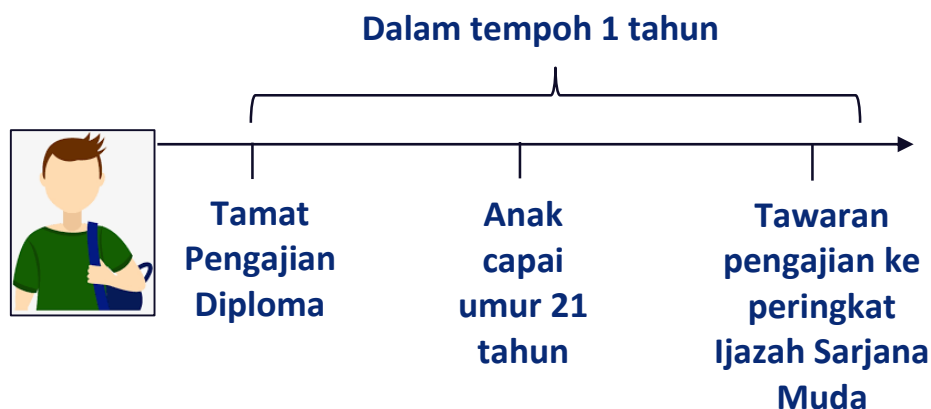 Dalam tempoh 1 tahun
Tamat
Pengajian
Diploma
Anak
capai
umur 21
tahun
Tawaran
pengajian ke
peringkat
Ijazah Sarjana
Muda